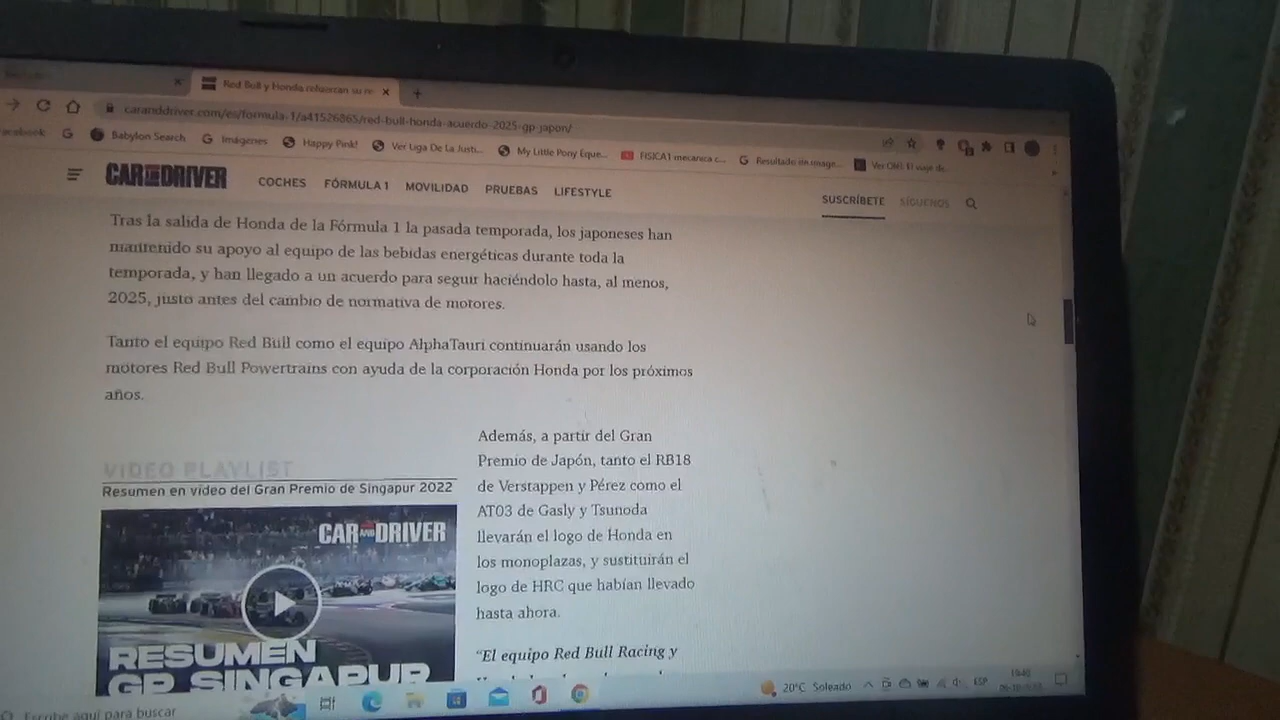 Red Bull y Honda refuerzan su re
caranddriver.com/es/formula-1/a41526865/red-bull-honda-acuerdo-2025-gp-japon/
acebook
Babylon Search
Imágenes
Happy Pink!
Ver Liga De La Justi...
My Little Pony Eque...
FISICA1 mecanica c...
Resultado de image...
CAR AND DRIVER
COCHES FÓRMULA 1 MOVILIDAD PRUEBAS LIFESTYLE
SUSCRÍBETE SÍGUENOS
Tras la salida de Honda de la Fórmula 1 la pasada temporada, los japoneses han
mantenido su apoyo al equipo de las bebidas energéticas durante toda la
temporada, y han llegado a un acuerdo para seguir haciéndolo hasta, al menos,
2025, justo antes del cambio de normativa de motores.
Tanto el equipo Red Bull como el equipo AlphaTauri continuarán usando los
motores Red Bull Powertrains con ayuda de la corporación Honda por los próximos
años.
VIDEO PLAYLIST
Resumen en vídeo del Gran Premio de Singapur 2022
CAR AND DRIVER
RESUMEN
GP SINGAPUR
Además, a partir del Gran
Premio de Japón, tanto el RB18
de Verstappen y Pérez como el
AT03 de Gasly y Tsunoda
llevarán el logo de Honda en
los monoplazas, y sustituirán el
logo de HRC que habían llevado
hasta ahora.
"El equipo Red Bull Racing y
Escribe aquí para buscar
20°C Soleado
ESP